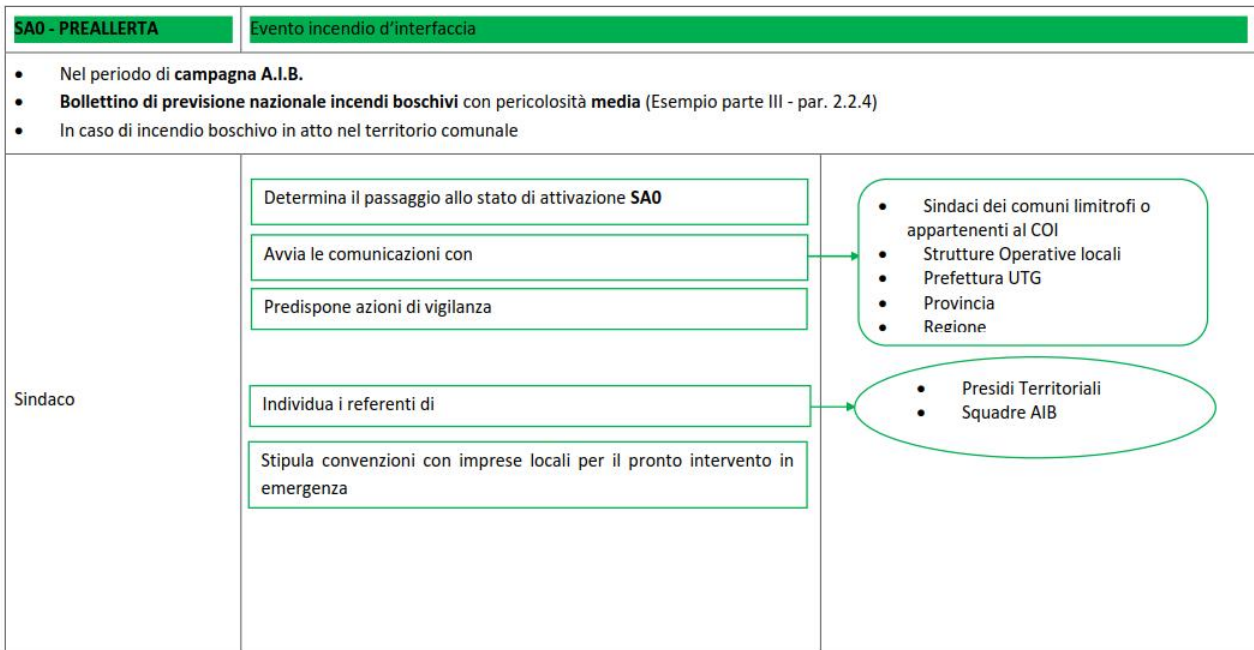 SA0 - PREALLERTA
Evento incendio d'interfaccia
• Nel periodo di campagna A.I.B.
• Bollettino di previsione nazionale incendi boschivi con pericolosità media (Esempio parte III - par. 2.2.4)
• In caso di incendio boschivo in atto nel territorio comunale
Sindaco
Determina il passaggio allo stato di attivazione SA0
Avvia le comunicazioni con
• Sindaci dei comuni limitrofi o
appartenenti al COI
• Strutture Operative locali
• Prefettura UTG
• Provincia
• Regione
Predispone azioni di vigilanza
Individua i referenti di
• Presidi Territoriali
• Squadre AIB
Stipula convenzioni con imprese locali per il pronto intervento in
emergenza